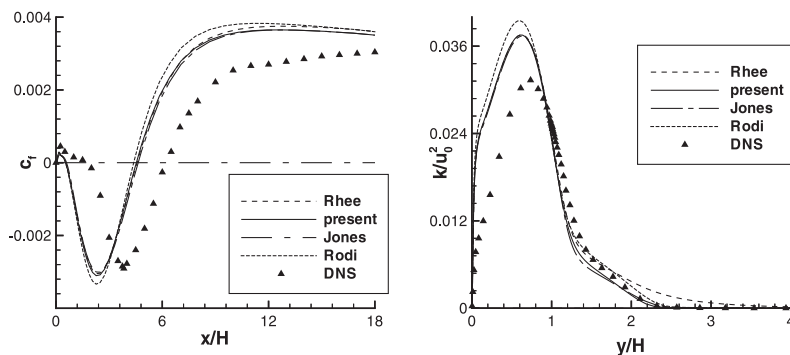 0.004
0.002
0
-0.002
c_f
0
6
12
18
x/H
Rhee
present
Jones
Rodi
DNS
0.036
0.024
0.012
0
k/u_0^2
0
1
2
3
4
y/H
Rhee
present
Jones
Rodi
DNS